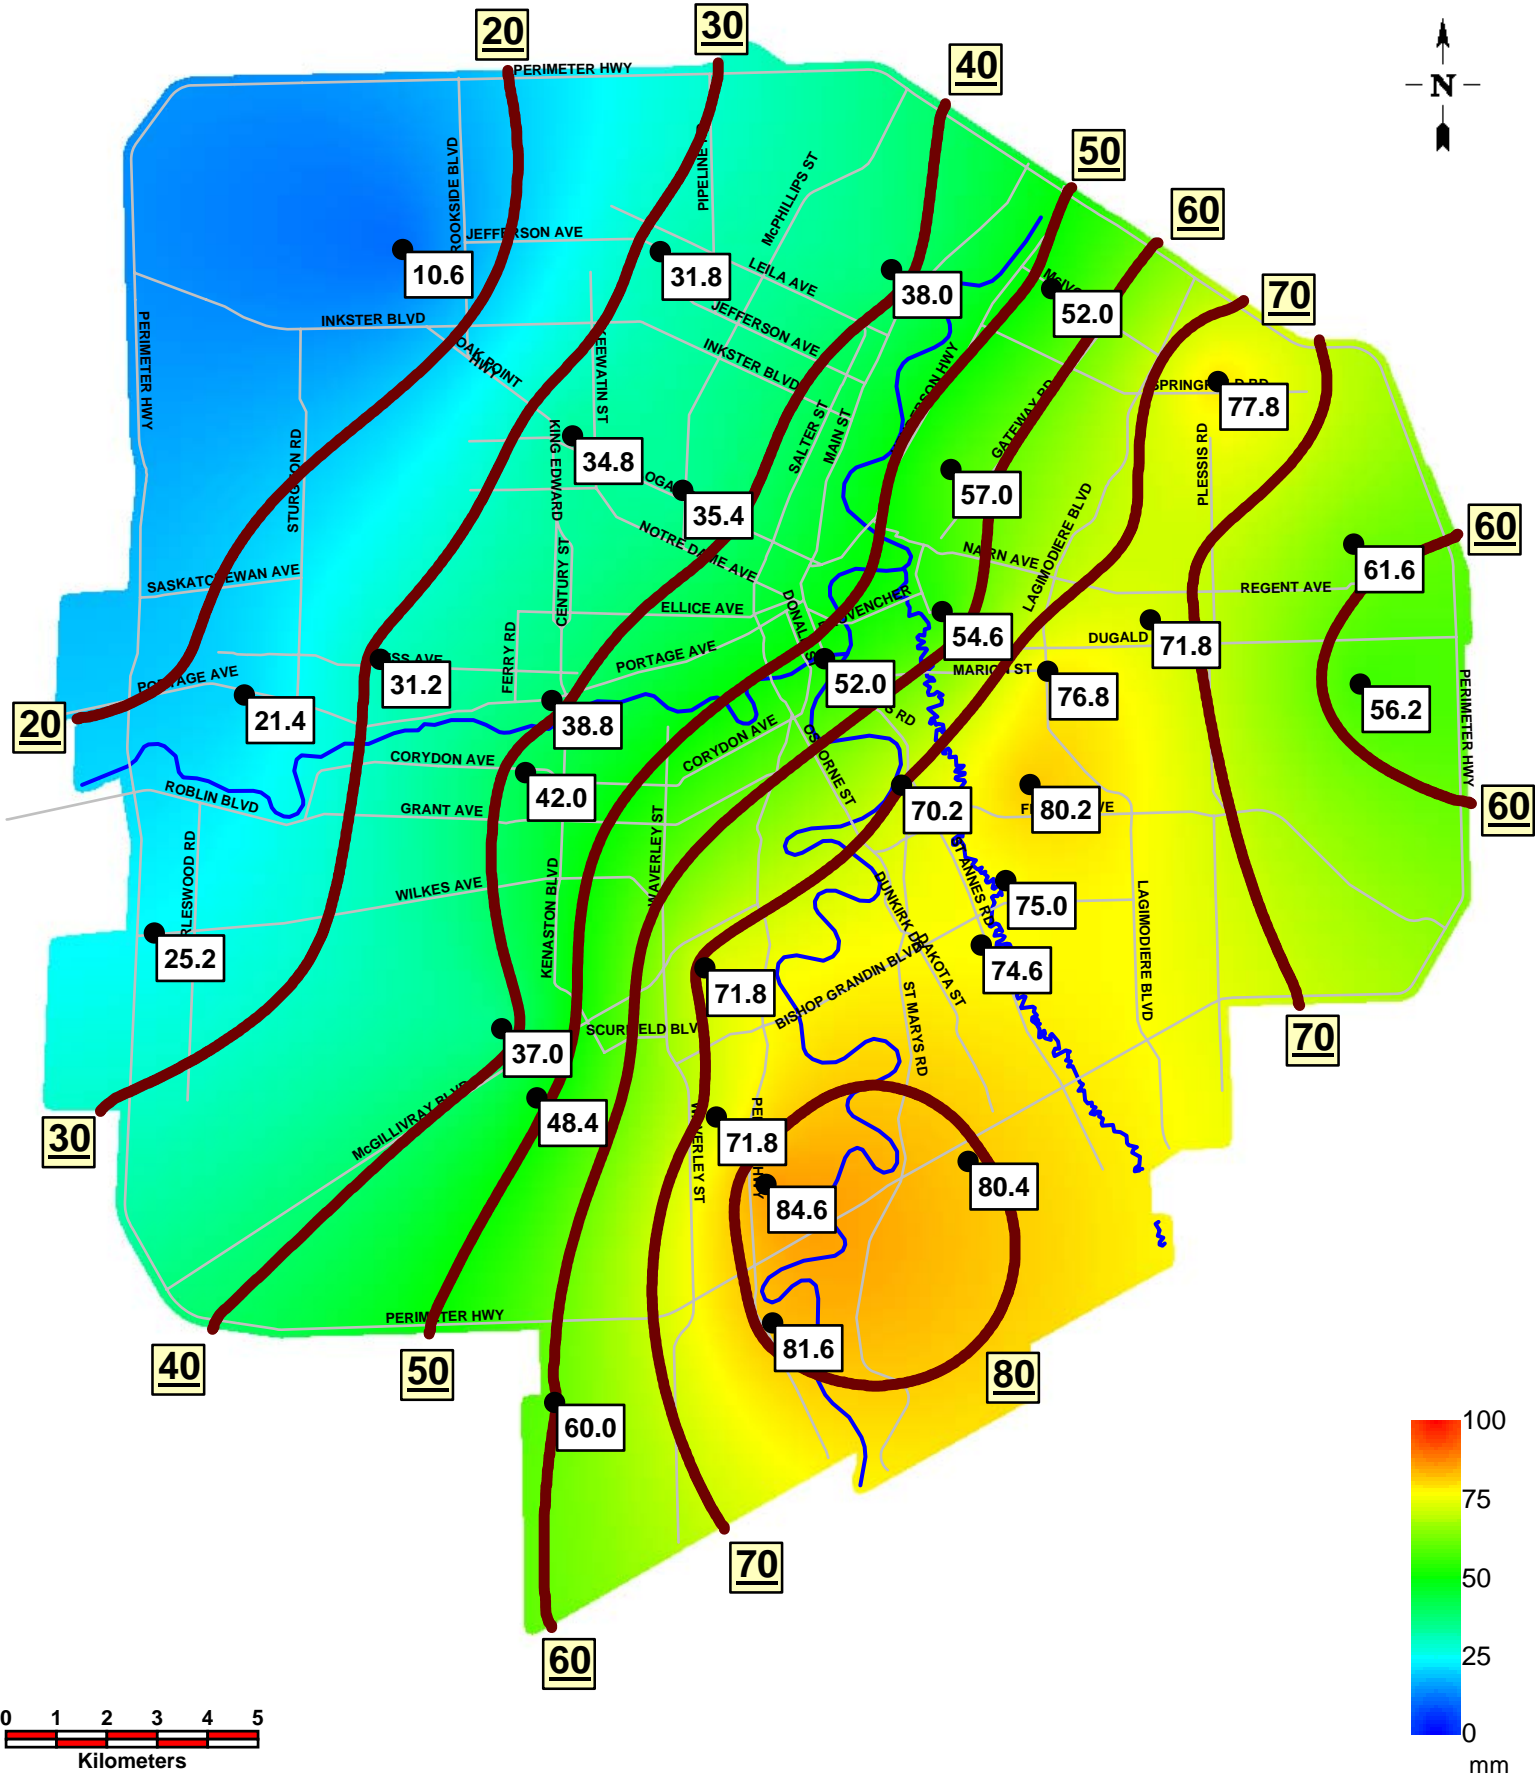 20
30
40
50
60
70
N
PERIMETER HWY
PIPELINE
McPHILLIPS ST
JEFFERSON AVE
10.6
31.8
LEILA AVE
38.0
52.0
INKSTER BLVD
JEFFERSON AVE
PERIMETER HWY
OAK POINT
HWY
INKSTER BLVD
77.8
SALTER ST
MAIN ST
GATEWAY RD
KING EDWARD
34.8
STURGEON RD
35.4
57.0
PLESSIS RD
60
NOTRE DAME AVE
LAGIMODIERE BLVD
NAIRN AVE
61.6
SASKATCHEWAN AVE
CENTURY ST
REGENT AVE
ELLICE AVE
54.6
DUGALD
71.8
FERRY RD
PORTAGE AVE
31.2
PORTAGE AVE
52.0
MARION ST
76.8
56.2
PERIMETER HWY
20
21.4
38.8
RD
CORYDON AVE
CORYDON AVE
OSBORNE ST
42.0
ROBLIN BLVD
GRANT AVE
70.2
80.2
AVE
60
WAVERLEY ST
WILKES AVE
ST ANNES RD
DUNKIRK DR
75.0
LAGIMODIERE BLVD
25.2
KENASTON BLVD
74.6
DAKOTA ST
71.8
BISHOP GRANDIN BLVD
ST MARYS RD
70
37.0
30
McGILLIVRAY BLVD
48.4
71.8
WAVERLEY ST
84.6
80.4
PERIMETER HWY
81.6
40
50
80
60.0
100
75
70
50
60
25
0 1 2 3 4 5
Kilometers
0
mm